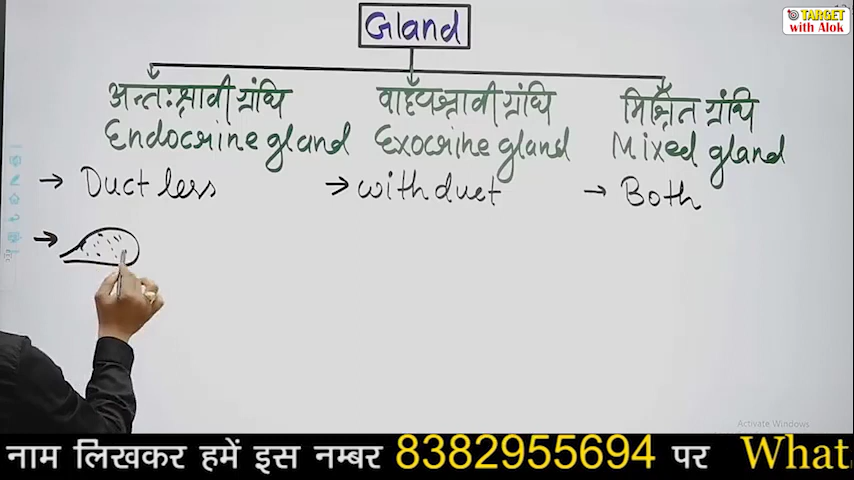 TARGET
with Alok
Gland
अन्तःस्रावी ग्रंथि
वाह्यस्रावी ग्रंथि
मिश्रित ग्रंथि
Endocrine gland
Exocrine gland
Mixed gland
→ Duct less
→ with duct
→ Both
→
Activate Windows
नाम लिखकर हमें इस नम्बर 8382955694 पर What